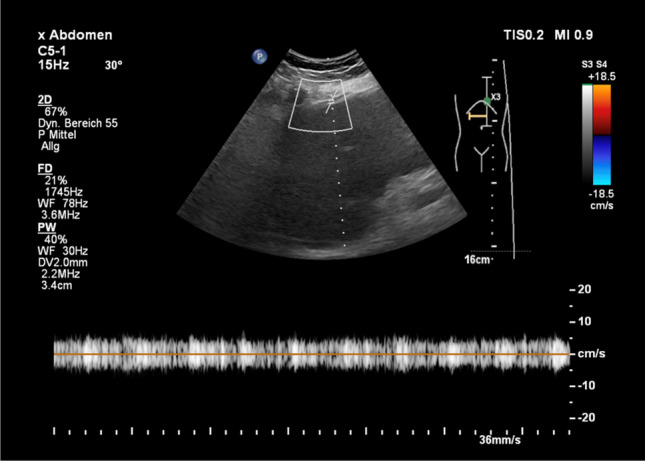 x Abdomen
C5-1
15Hz 30°
TIS0.2 MI 0.9
P
S3 S4
+18.5
-18.5
cm/s
X3
2D
67%
Dyn. Bereich 55
P Mittel
Allg
FD
21%
1745Hz
WF 78Hz
3.6MHz
PW
40%
WF 30Hz
DV2.0mm
2.2MHz
3.4cm
16cm
20
10
cm/s
-10
-20
36mm/s